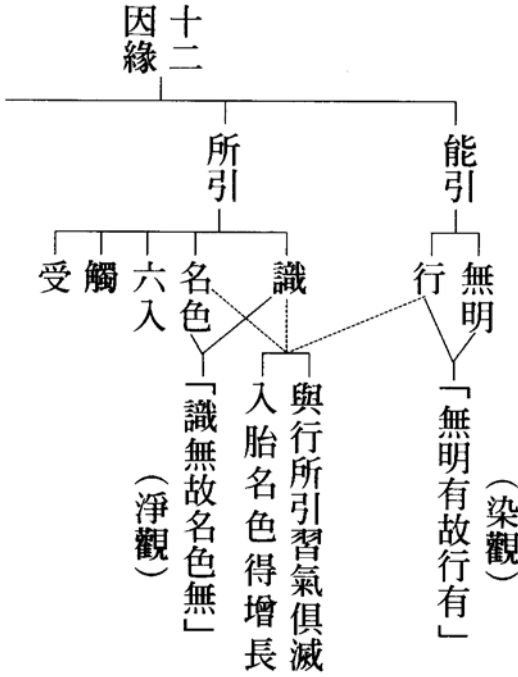 十二
因緣
能引
所引
無明
行
識
名色
六入
觸
受
（染觀）
「無明有故行有」
與行所引習氣俱滅
入胎名色得增長
「識無故名色無」
（淨觀）